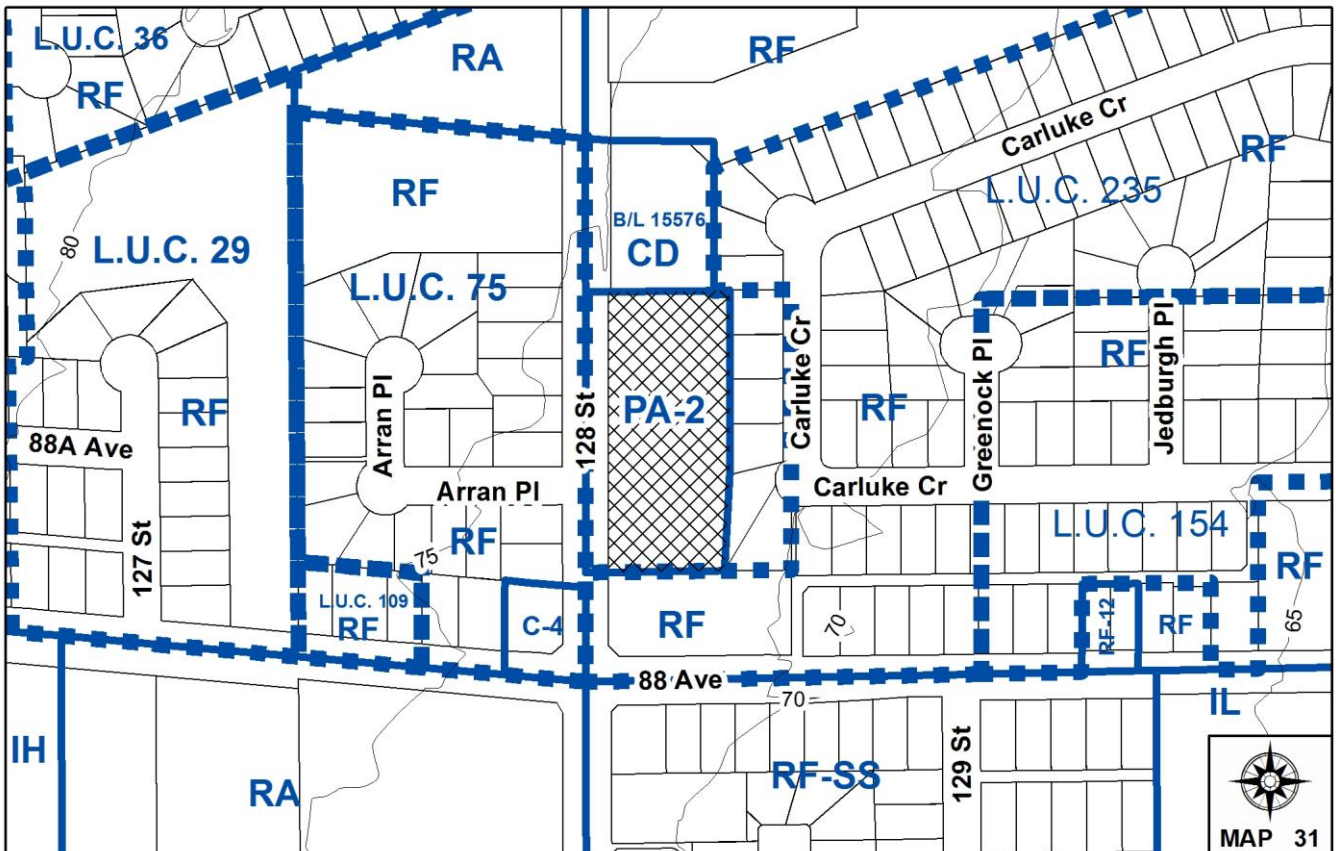 L.U.C. 36
RF
RA
RF
Carluke Cr
RF
L.U.C. 235
RF
B/L 15576
CD
80
L.U.C. 29
L.U.C. 75
Arran Pl
128 St
PA-2
Carluke Cr
RF
Greenock Pl
RF
Jedburgh Pl
RF
88A Ave
Arran Pl
Carluke Cr
127 St
RF
75
L.U.C. 154
RF
L.U.C. 109
RF
C-4
RF
70
RF-12
RF
65
88 Ave
70
IH
RA
RF-SS
129 St
IL
MAP 31